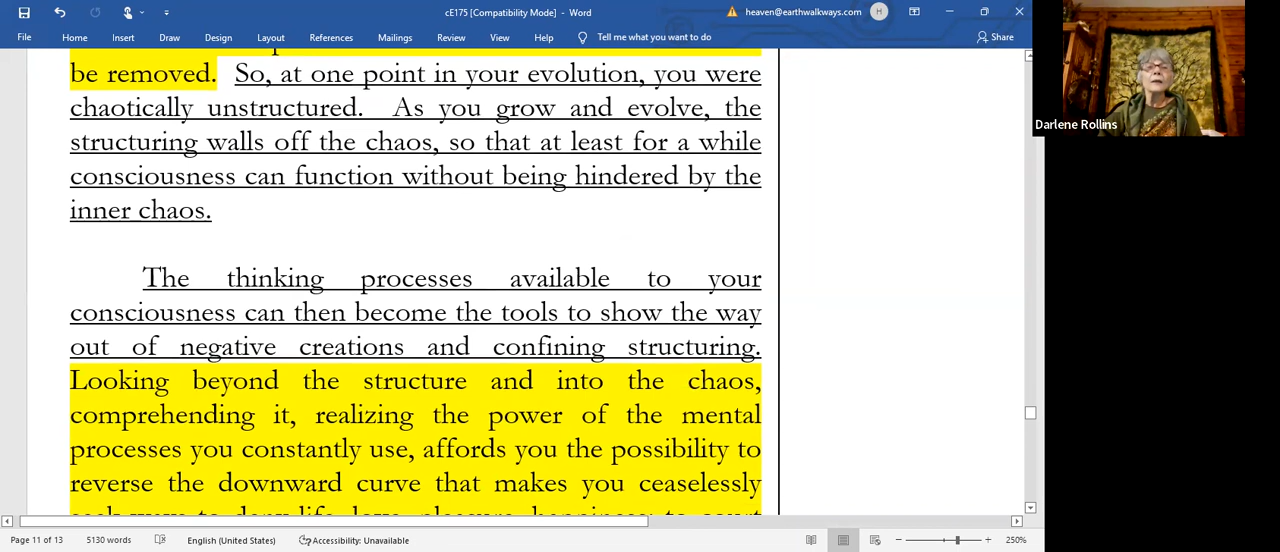 cE175 [Compatibility Mode] - Word
heaven@earthwalkways.com
H
File Home Insert Draw Design Layout References Mailings Review View Help Tell me what you want to do
Share
be removed. So, at one point in your evolution, you were
chaotically unstructured. As you grow and evolve, the
structuring walls off the chaos, so that at least for a while
consciousness can function without being hindered by the
inner chaos.
The thinking processes available to your
consciousness can then become the tools to show the way
out of negative creations and confining structuring.
Looking beyond the structure and into the chaos,
comprehending it, realizing the power of the mental
processes you constantly use, affords you the possibility to
reverse the downward curve that makes you ceaselessly
Darlene Rollins
Page 11 of 13 5130 words English (United States) Accessibility: Unavailable 250%